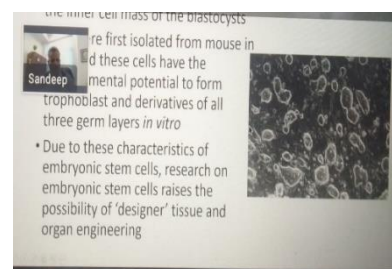 the inner cell mass of the blastocysts
re first isolated from mouse in
d these cells have the
Sandeep
mental potential to form
trophoblast and derivatives of all
three germ layers in vitro
• Due to these characteristics of
embryonic stem cells, research on
embryonic stem cells raises the
possibility of ‘designer’ tissue and
organ engineering